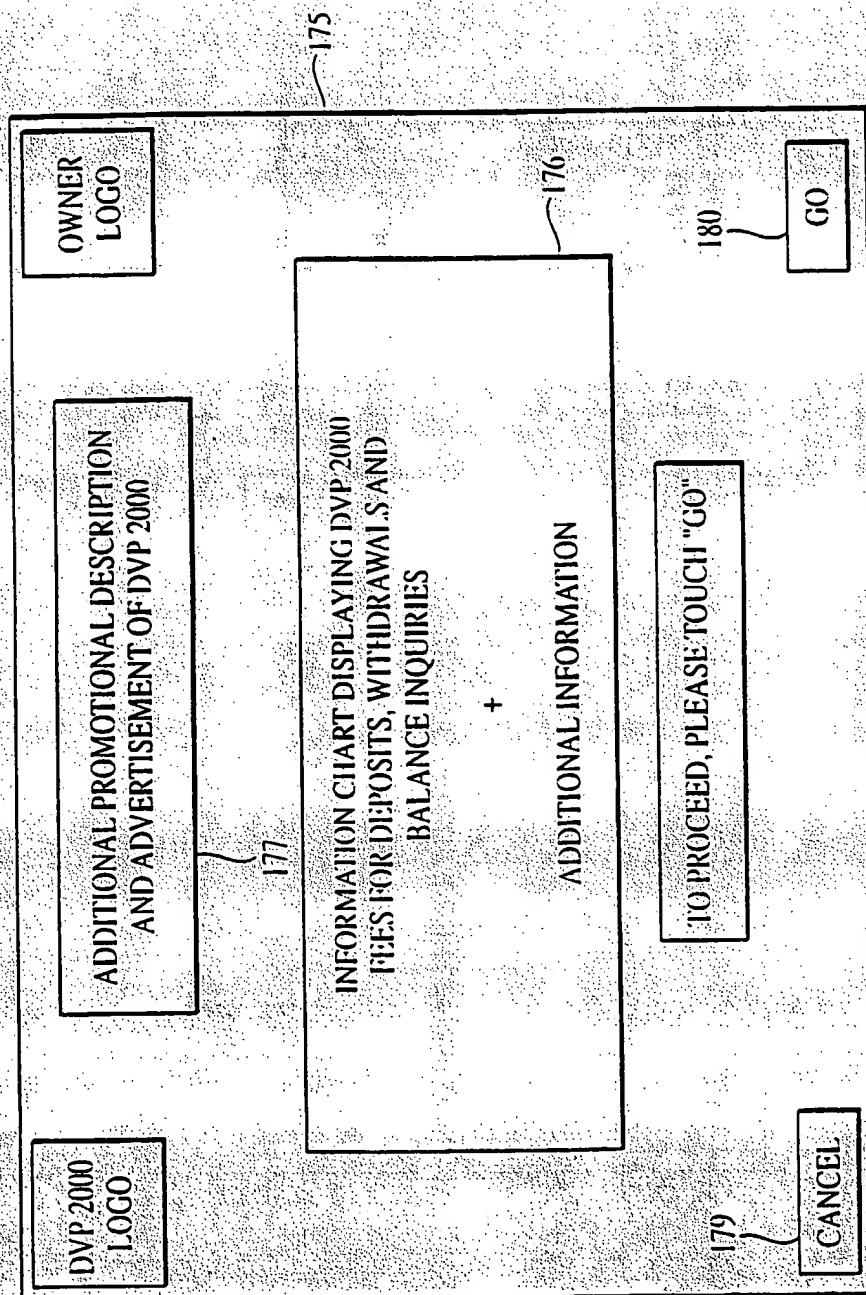 DVP 2000
LOGO
ADDITIONAL PROMOTIONAL DESCRIPTION
AND ADVERTISEMENT OF DVP 2000
177
OWNER
LOGO
175
INFORMATION CHART DISPLAYING DVP 2000
FEES FOR DEPOSITS, WITHDRAWALS AND
BALANCE INQUIRIES
+
ADDITIONAL INFORMATION
176
TO PROCEED, PLEASE TOUCH "GO"
179
CANCEL
180
GO